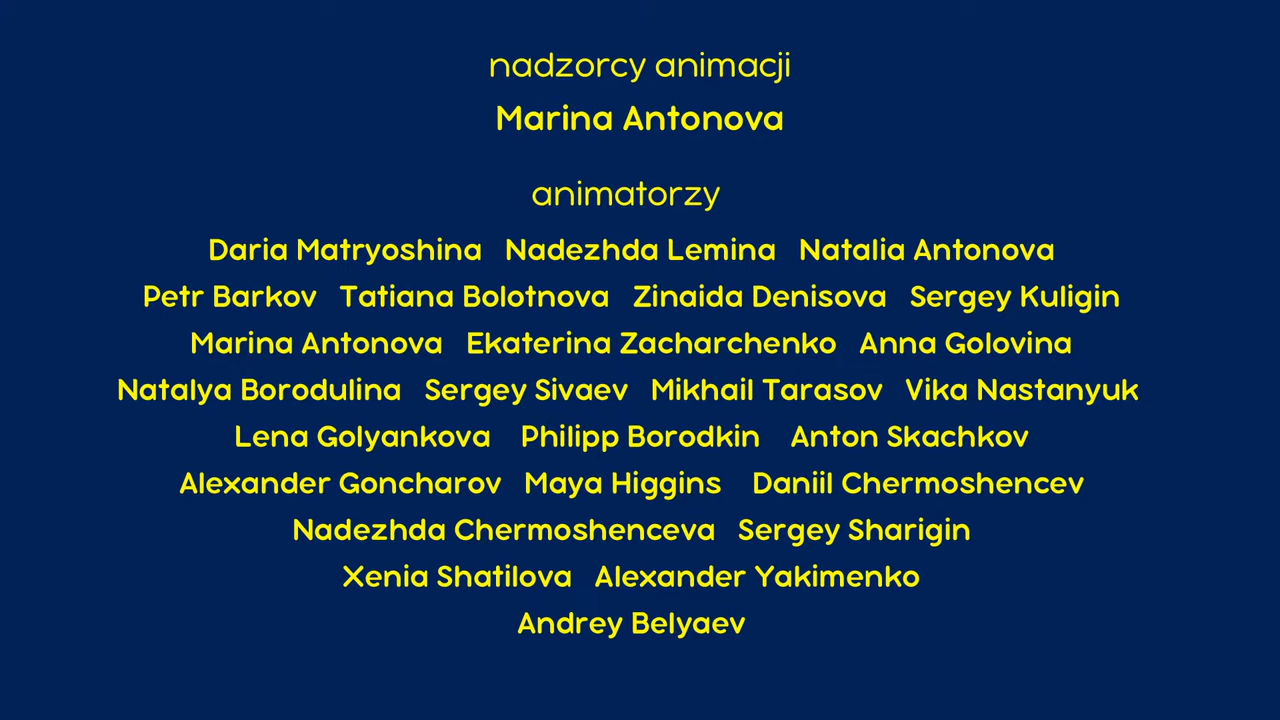 nadzorcy animacji
Marina Antonova
animatorzy
Daria Matryoshina Nadezhda Lemina Natalia Antonova
Petr Barkov Tatiana Bolotnova Zinaida Denisova Sergey Kuligin
Marina Antonova Ekaterina Zacharchenko Anna Golovina
Natalya Borodulina Sergey Sivaev Mikhail Tarasov Vika Nastanyuk
Lena Golyankova Philipp Borodkin Anton Skachkov
Alexander Goncharov Maya Higgins Daniil Chermoshencev
Nadezhda Chermoshenceva Sergey Sharigin
Xenia Shatilova Alexander Yakimenko
Andrey Belyaev